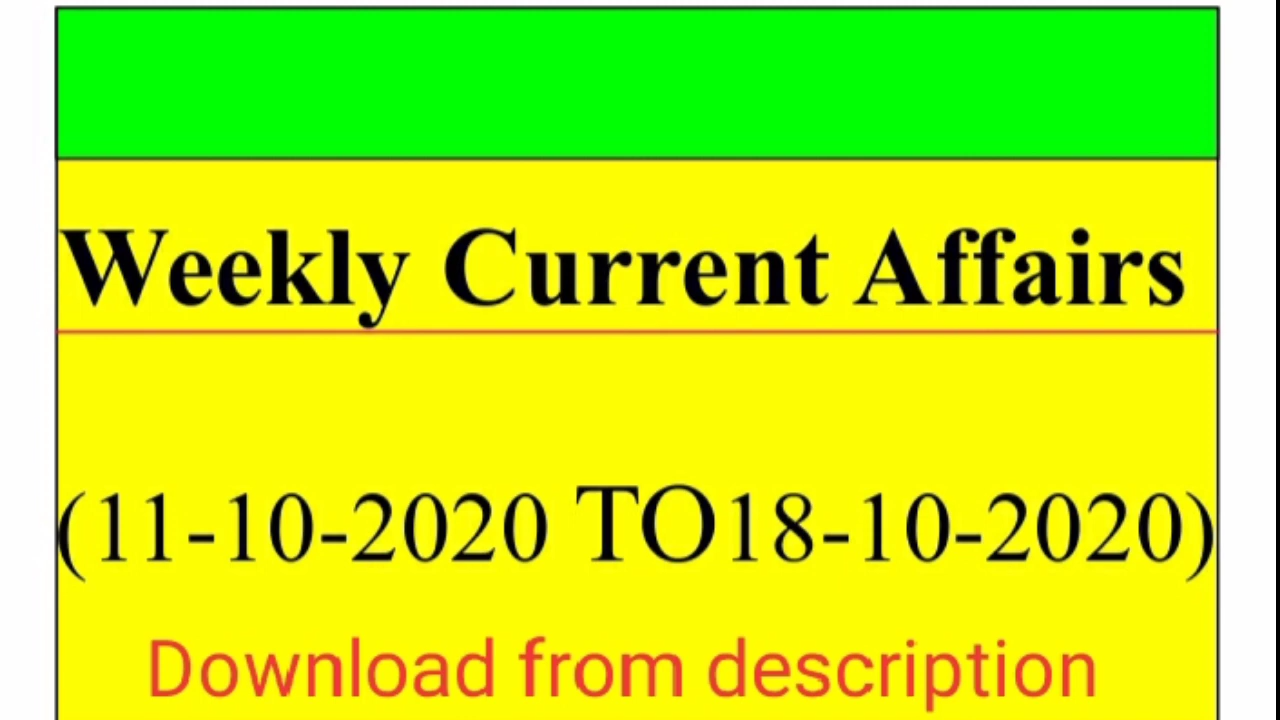 Weekly Current Affairs
(11-10-2020 TO18-10-2020)
Download from description